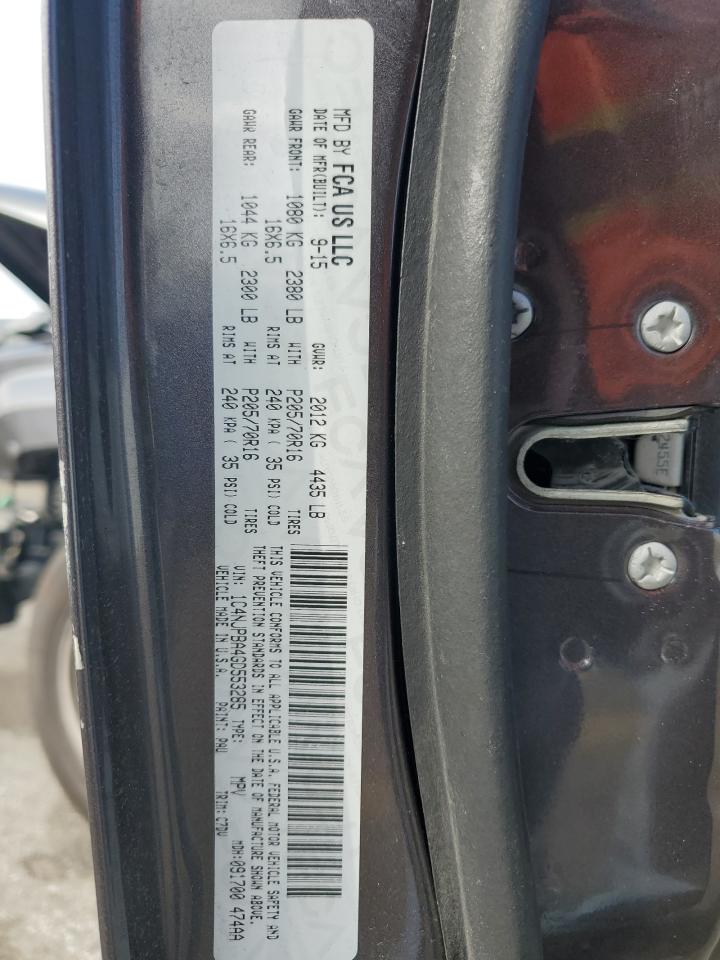 MFD BY FCA US LLC
DATE OF MFR(BUILT): 9-15 GVWR: 2012 KG 4435 LB
GAWR FRONT: 1080 KG 2380 LB WITH P205/70R16 TIRES
16X6.5 RIMS AT 240 KPA ( 35 PSI) COLD
GAWR REAR: 1044 KG 2300 LB WITH P205/70R16 TIRES
16X6.5 RIMS AT 240 KPA ( 35 PSI) COLD
THIS VEHICLE CONFORMS TO ALL APPLICABLE U.S.A. FEDERAL MOTOR VEHICLE SAFETY AND
THEFT PREVENTION STANDARDS IN EFFECT ON THE DATE OF MANUFACTURE SHOWN ABOVE.
VIN: 1C4NJPBA4GD553285 TYPE: MPV MDH:091700 474AA
VEHICLE MADE IN U.S.A. PAINT: PAU TRIM: C7DV